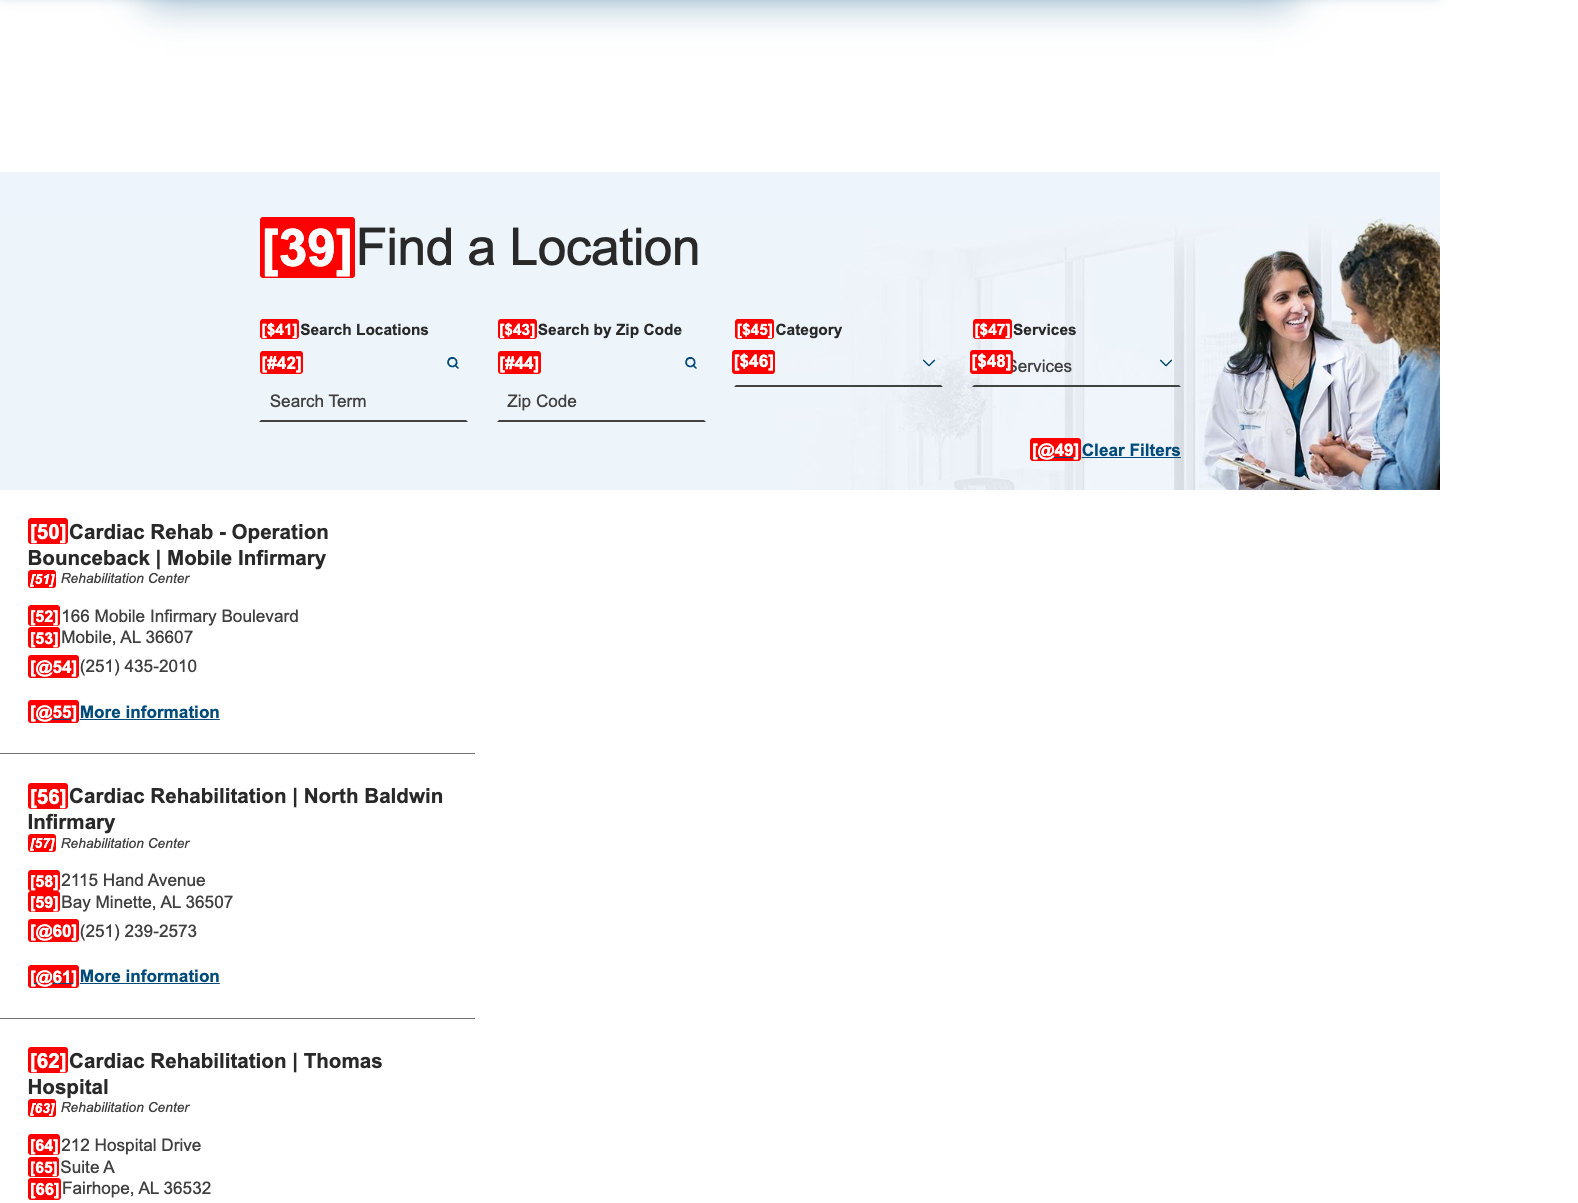 [39]Find a Location
[$41]Search Locations
[#42]
Search Term
[$43]Search by Zip Code
[#44]
Zip Code
[$45]Category
[$46]
[$47]Services
[$48]Services
[@49]Clear Filters
[50]Cardiac Rehab - Operation
Bounceback | Mobile Infirmary
[51] Rehabilitation Center
[52]166 Mobile Infirmary Boulevard
[53]Mobile, AL 36607
[@54](251) 435-2010
[@55]More information
[56]Cardiac Rehabilitation | North Baldwin
Infirmary
[57] Rehabilitation Center
[58]2115 Hand Avenue
[59]Bay Minette, AL 36507
[@60](251) 239-2573
[@61]More information
[62]Cardiac Rehabilitation | Thomas
Hospital
[63] Rehabilitation Center
[64]212 Hospital Drive
[65]Suite A
[66]Fairhope, AL 36532